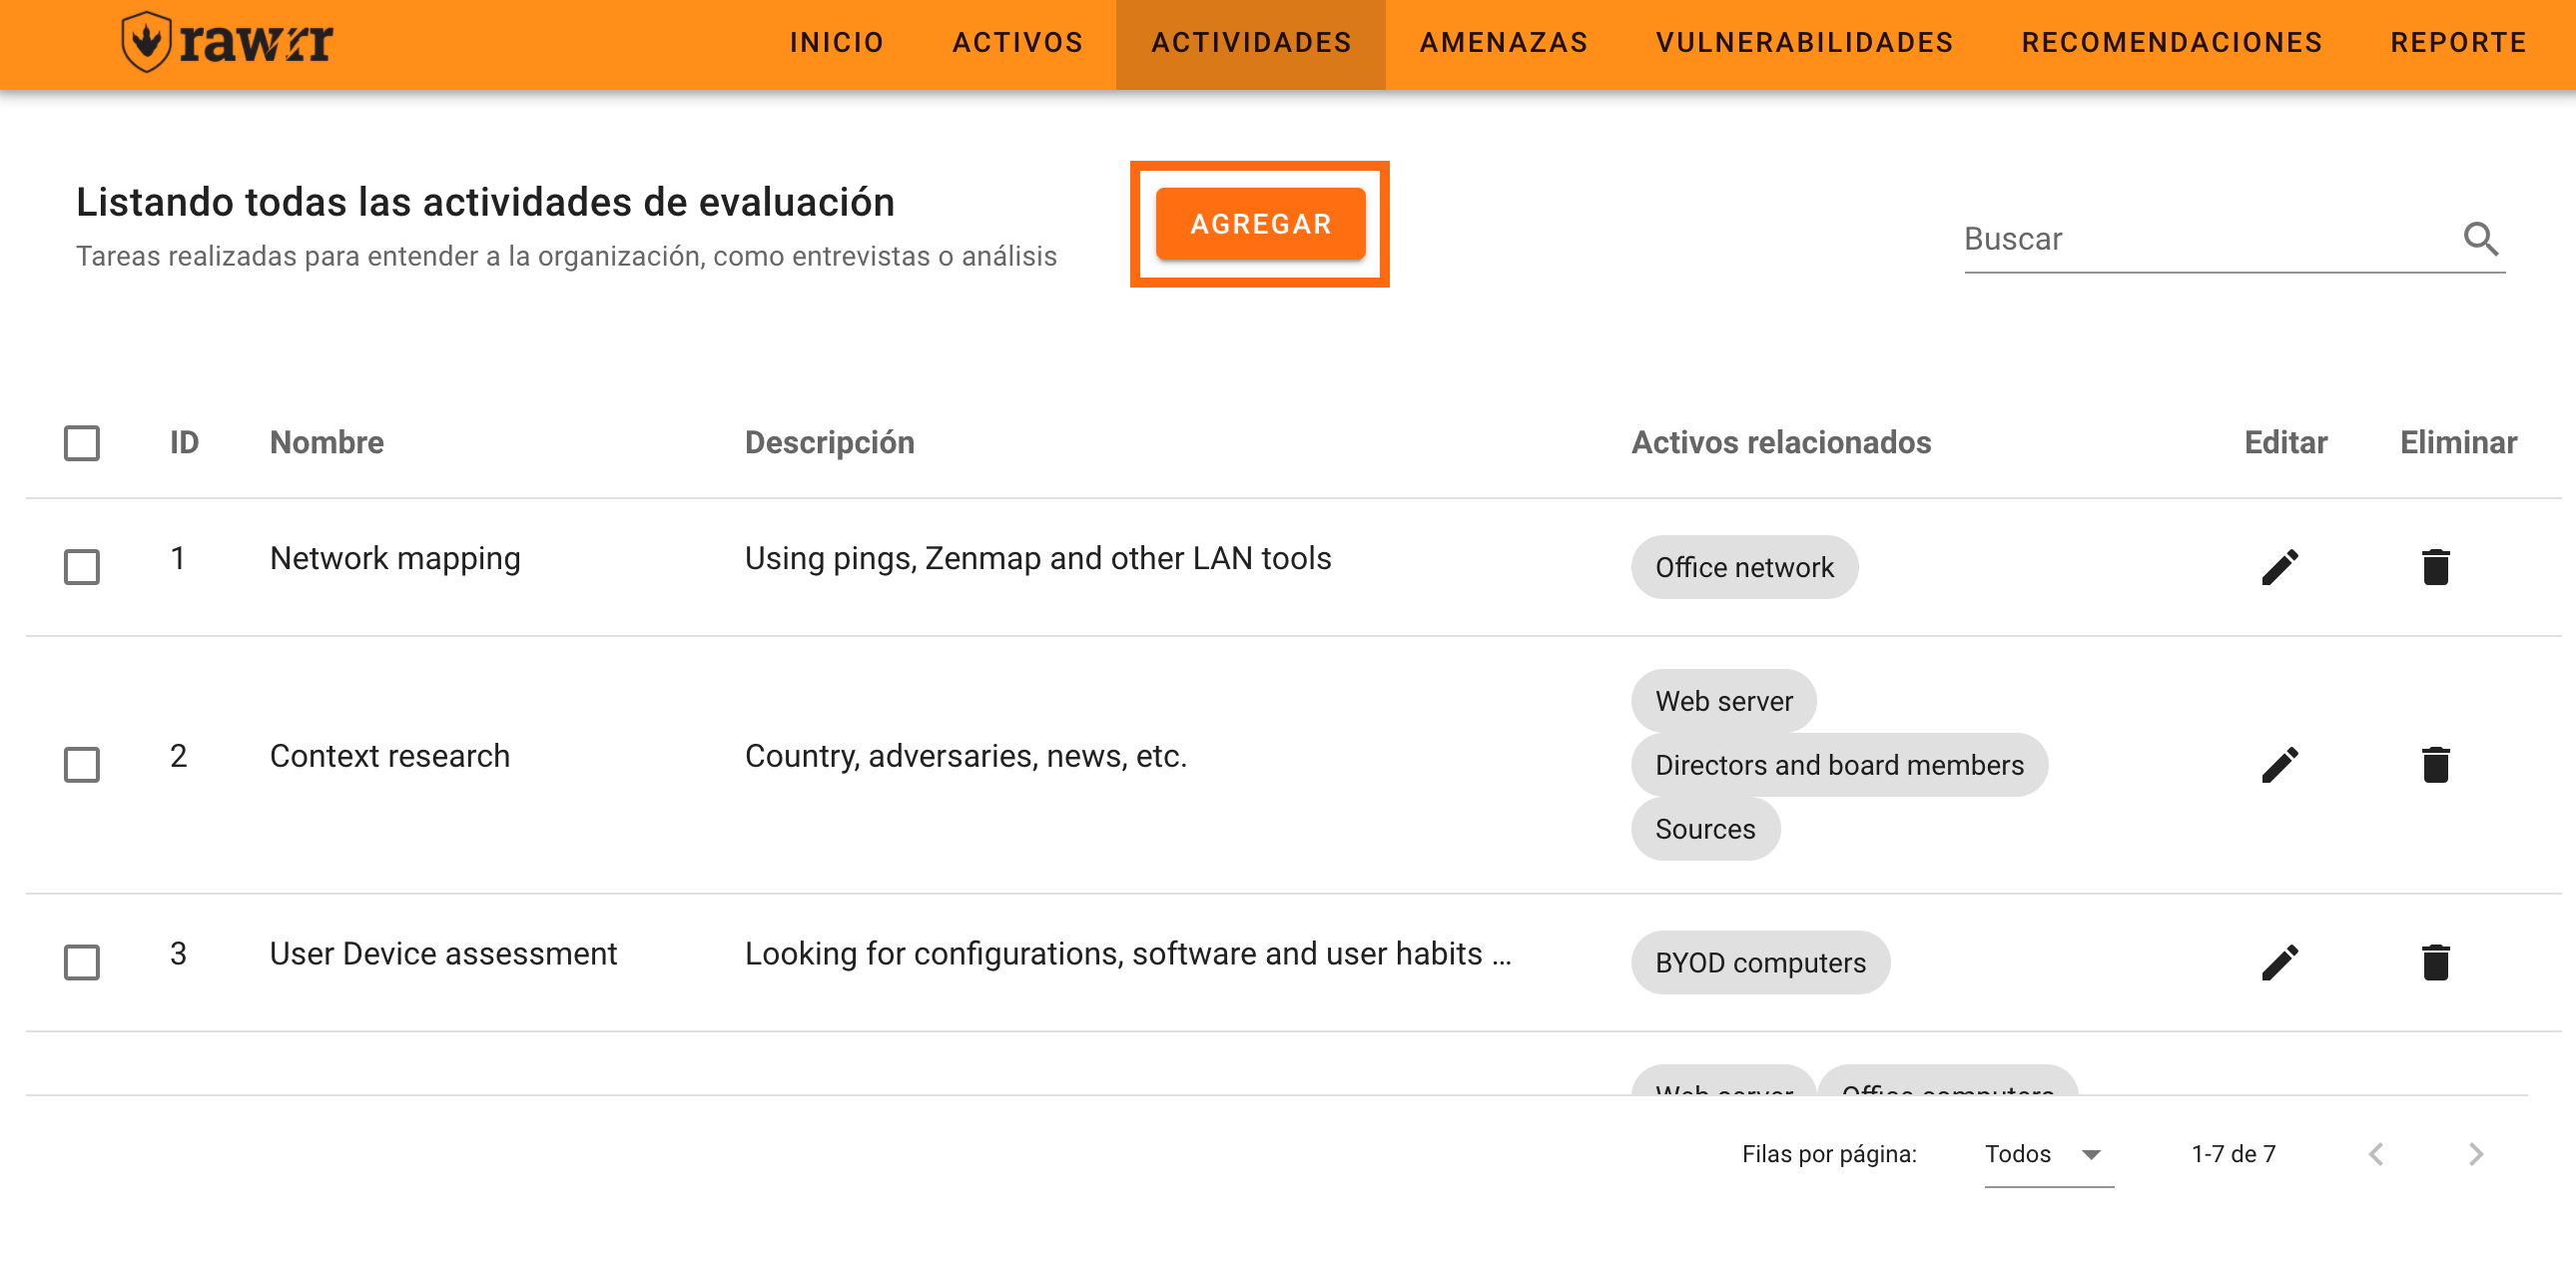 rawrr
INICIO ACTIVOS ACTIVIDADES AMENAZAS VULNERABILIDADES RECOMENDACIONES REPORTE
Listando todas las actividades de evaluación
Tareas realizadas para entender a la organización, como entrevistas o análisis
AGREGAR
Buscar
ID Nombre Descripción Activos relacionados Editar Eliminar
1 Network mapping Using pings, Zenmap and other LAN tools Office network
Web server
2 Context research Country, adversaries, news, etc. Directors and board members
Sources
3 User Device assessment Looking for configurations, software and user habits ... BYOD computers
Web server Office computers
Filas por página: Todos 1-7 de 7